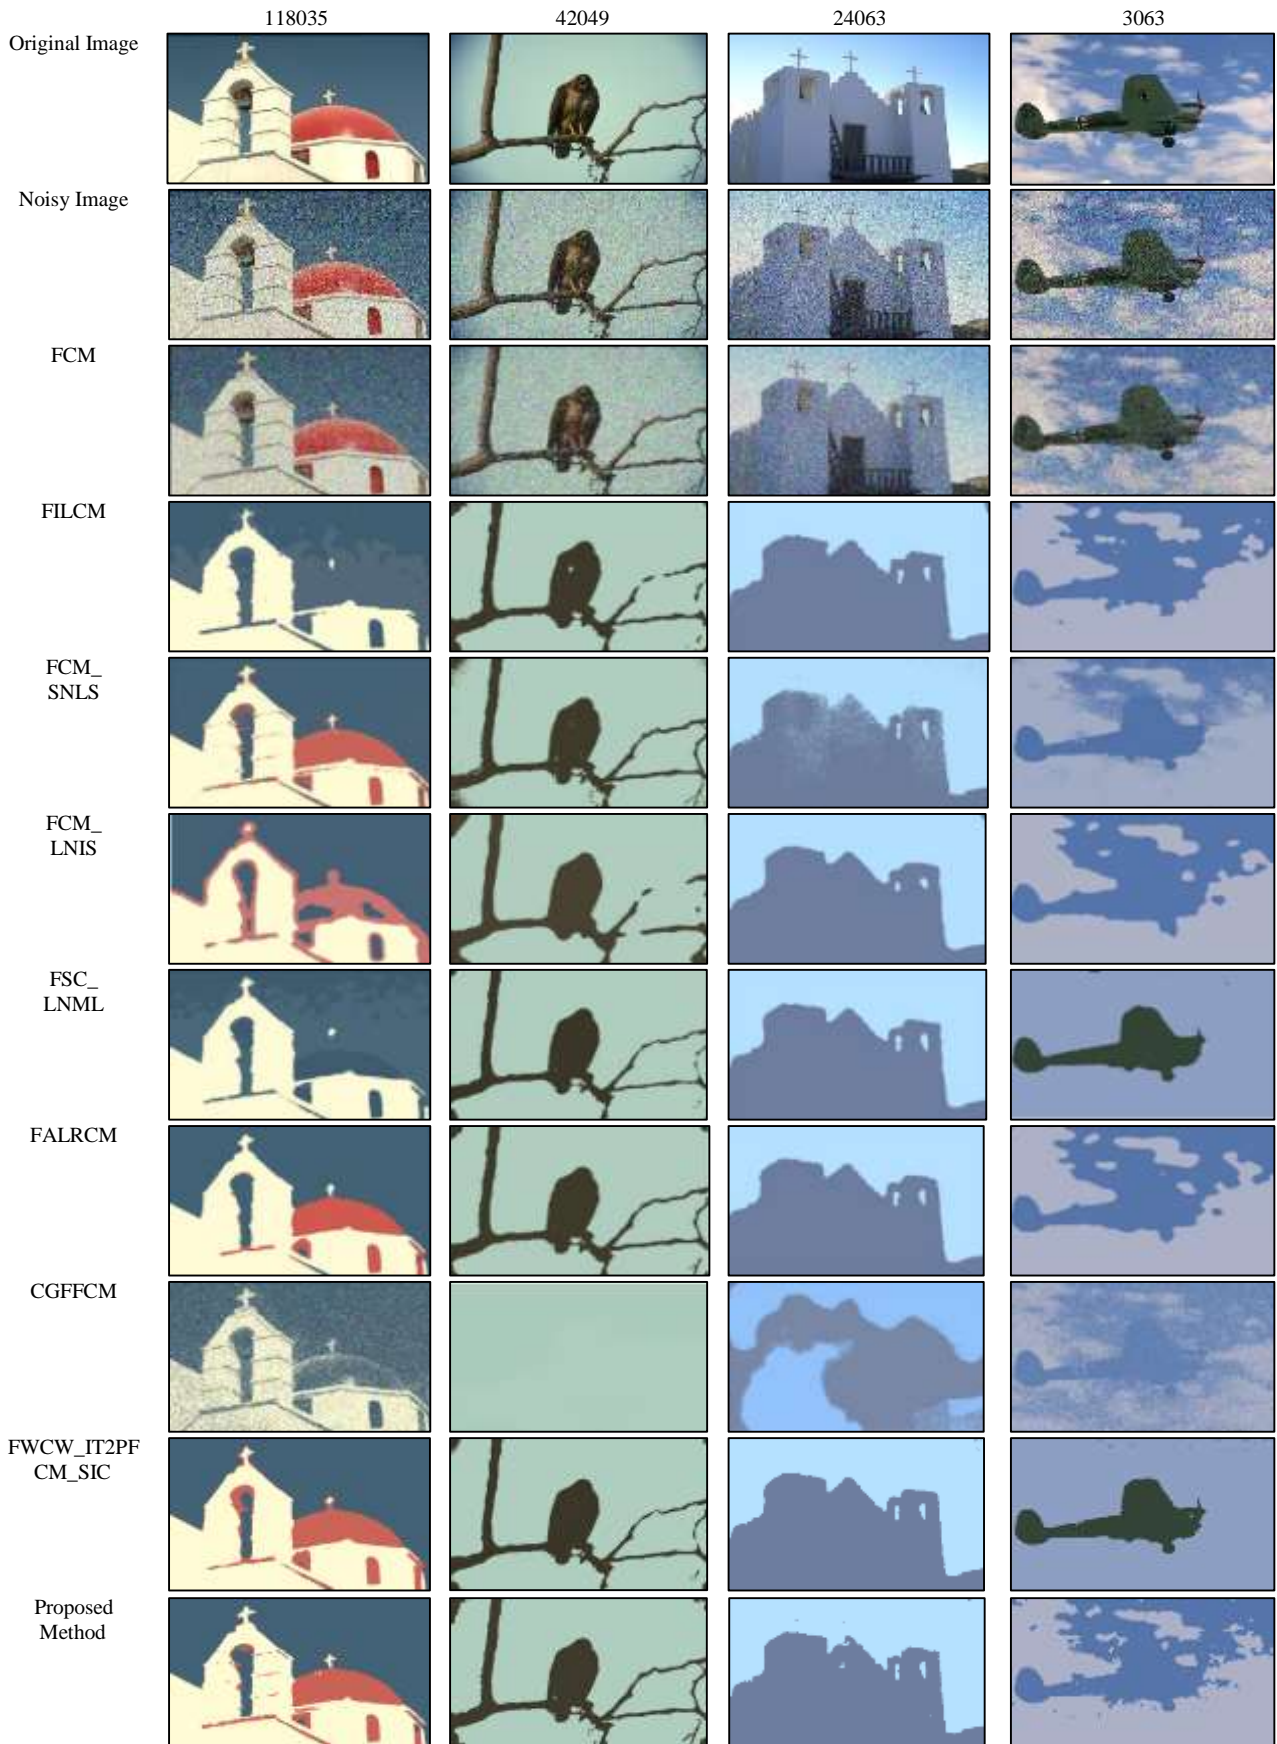 118035 42049 24063 3063
Original Image
Noisy Image
FCM
FILCM
FCM_
SNLS
FCM_
LNIS
FSC_
LNML
FALRCM
CGFFCM
FWCW_IT2PF
CM_SIC
Proposed
Method